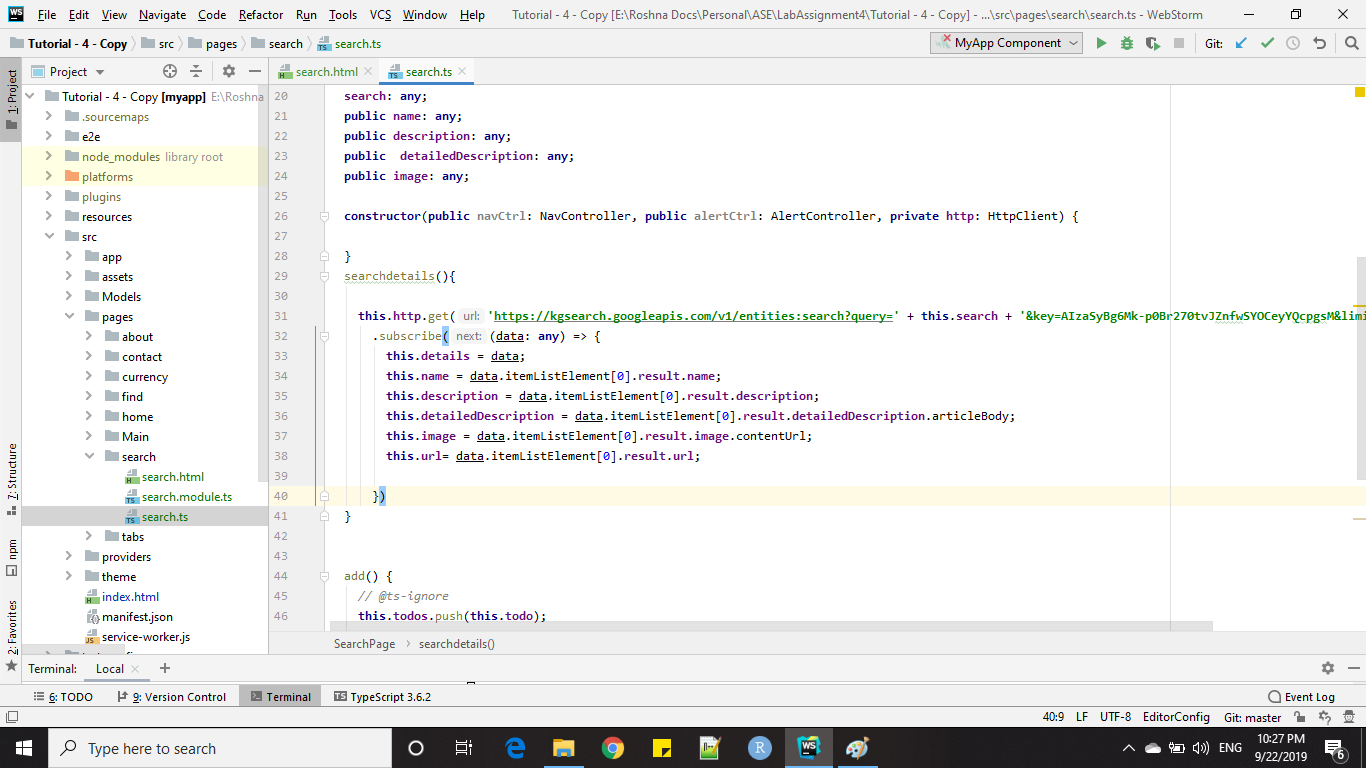 File Edit View Navigate Code Refactor Run Tools VCS Window Help Tutorial - 4 - Copy [E:\Roshna Docs\Personal\ASE\LabAssignment4\Tutorial - 4 - Copy] - ...\src\pages\search\search.ts - WebStorm
Tutorial - 4 - Copy src pages search search.ts MyApp Component Git:
Project search.html search.ts
1: Project
Tutorial - 4 - Copy [myapp] E:\Roshna
.sourcemaps
e2e
node_modules library root
platforms
plugins
resources
src
app
assets
Models
pages
about
contact
currency
find
home
Main
search
search.html
search.module.ts
search.ts
tabs
providers
theme
index.html
manifest.json
service-worker.js
7: Structure
npm
2: Favorites
20 search: any;
21 public name: any;
22 public description: any;
23 public  detailedDescription: any;
24 public image: any;
25
26 constructor(public navCtrl: NavController, public alertCtrl: AlertController, private http: HttpClient) {
27
28 }
29 searchdetails(){
30
31 this.http.get( url: 'https://kgsearch.googleapis.com/v1/entities:search?query=' + this.search + '&key=AIzaSyBg6Mk-p0Br270tvJZnfwSYOCeyYQcpgsM&limi
32 .subscribe( next: (data: any) => {
33 this.details = data;
34 this.name = data.itemListElement[0].result.name;
35 this.description = data.itemListElement[0].result.description;
36 this.detailedDescription = data.itemListElement[0].result.detailedDescription.articleBody;
37 this.image = data.itemListElement[0].result.image.contentUrl;
38 this.url= data.itemListElement[0].result.url;
39
40 })
41 }
42
43
44 add() {
45 // @ts-ignore
46 this.todos.push(this.todo);
SearchPage searchdetails()
Terminal: Local
6: TODO 9: Version Control Terminal TypeScript 3.6.2 Event Log
40:9 LF UTF-8 EditorConfig Git: master
Type here to search
ENG
10:27 PM
9/22/2019
6